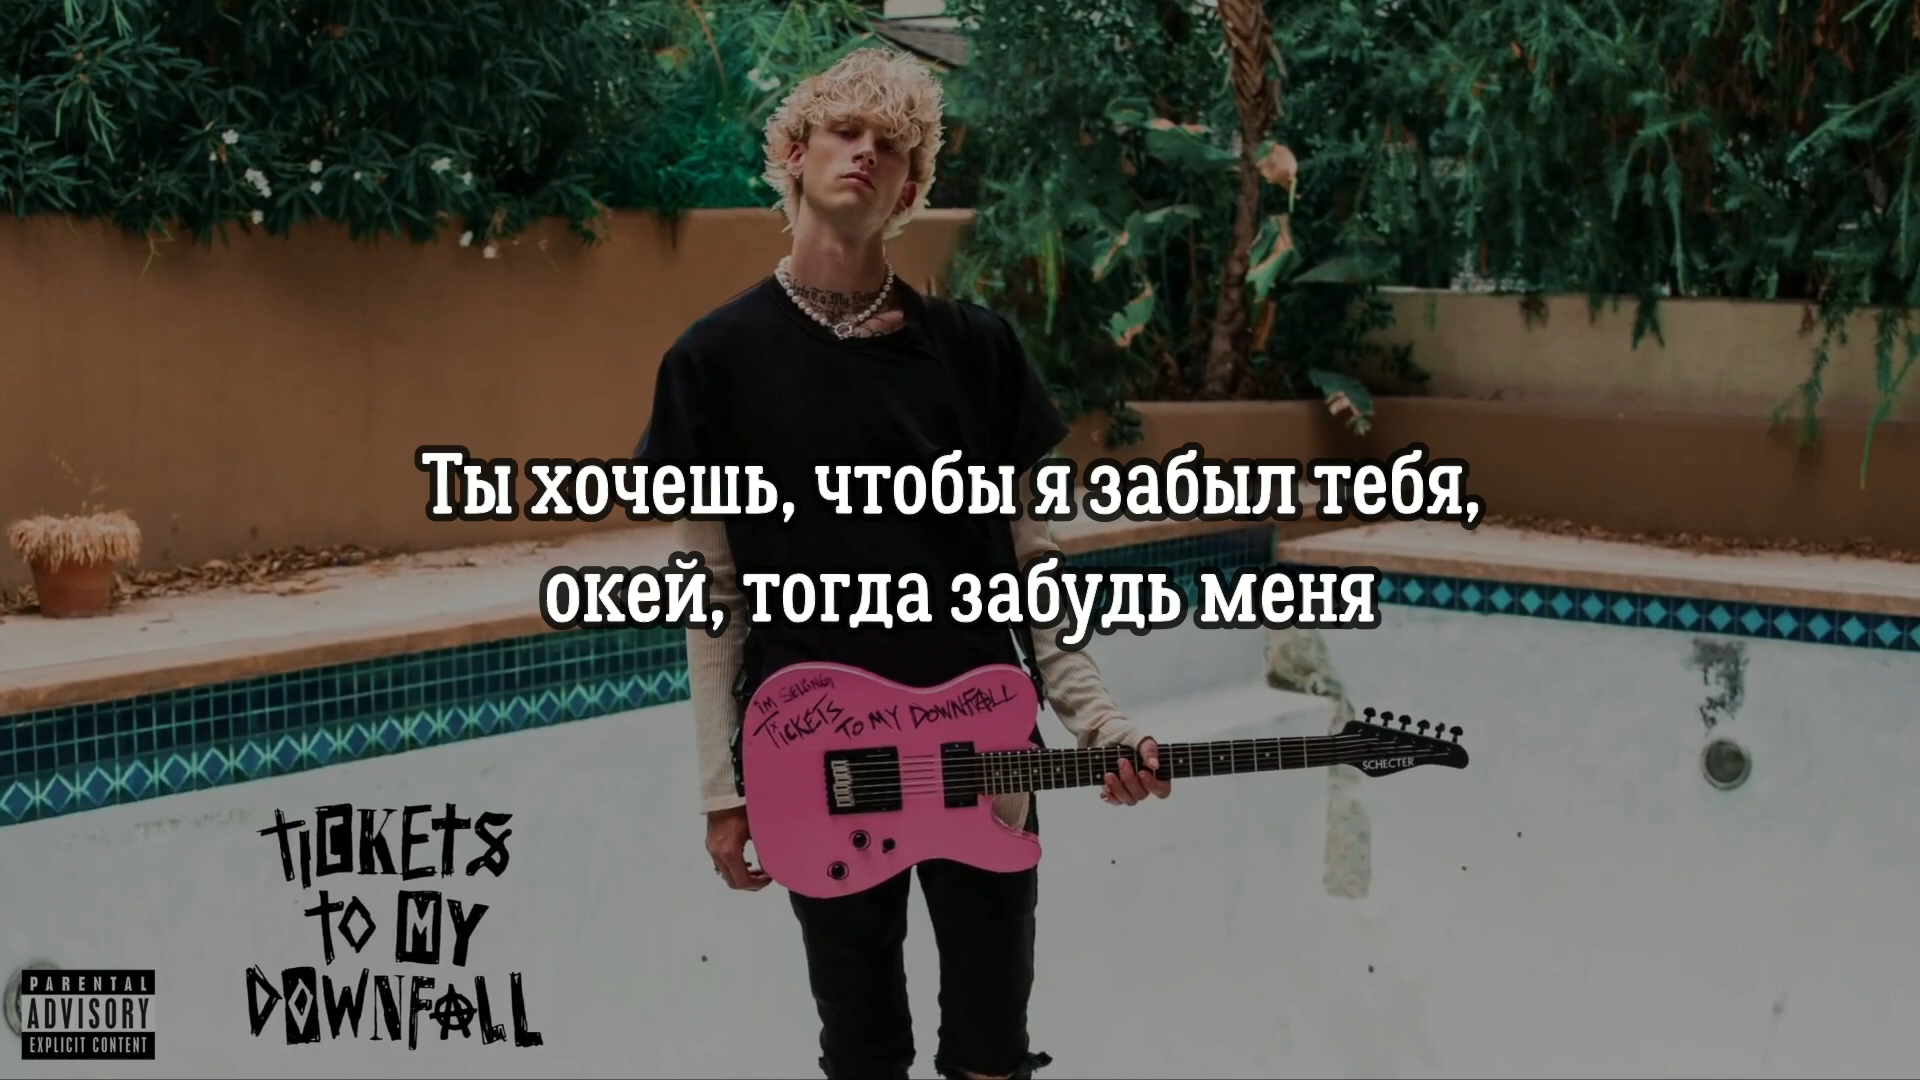 Ты хочешь, чтобы я забыл тебя,
окей, тогда забудь меня
I'M SELLING
TICKETS TO MY DOWNFALL
SCHECTER
TICKETS
TO MY
DOWNFALL
PARENTAL
ADVISORY
EXPLICIT CONTENT